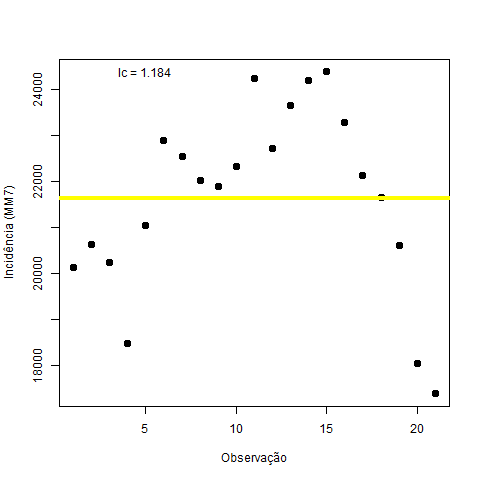 Ic = 1.184
Incidência (MM7)
24000
22000
20000
18000
5 10 15 20
Observação